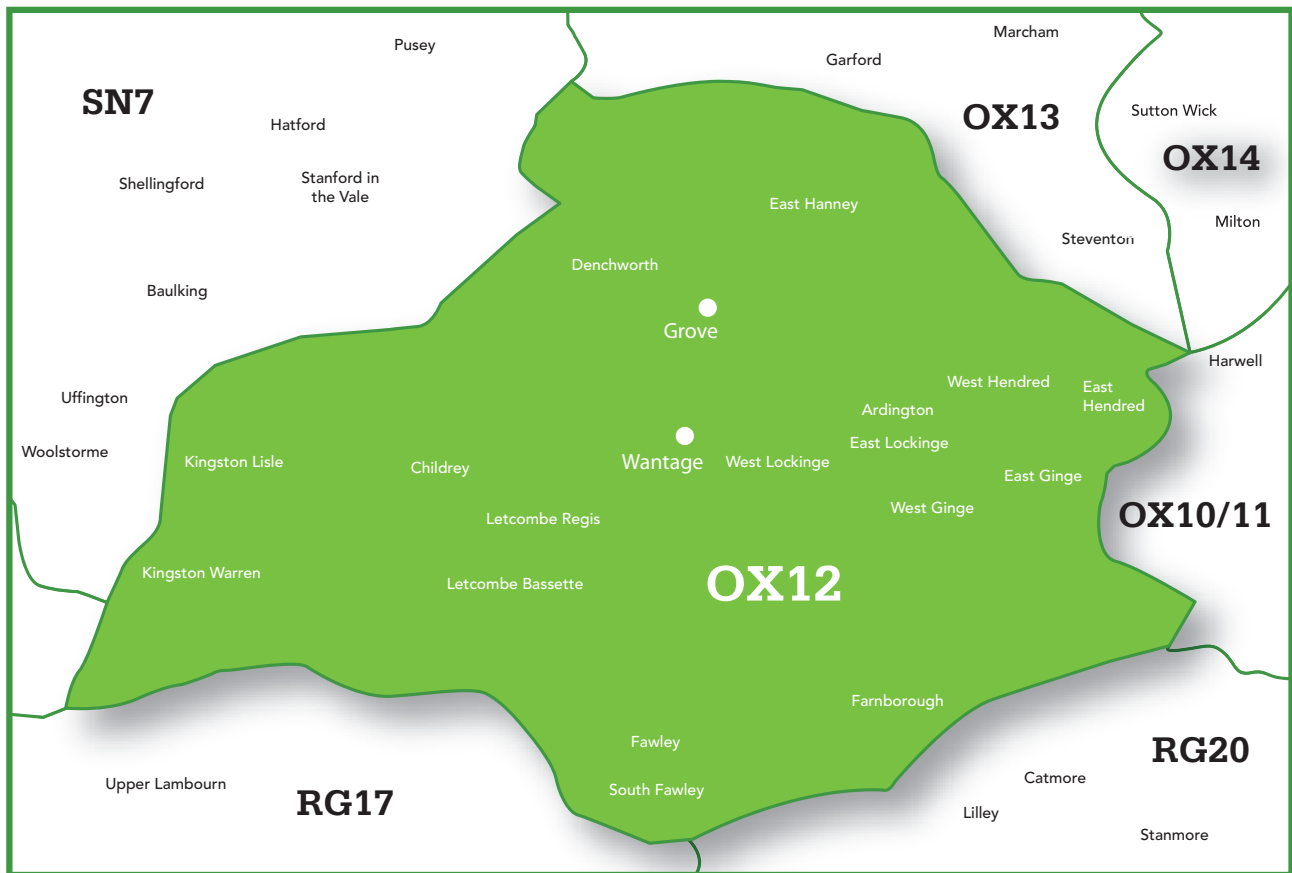 Marcham
Pusey
Garford
SN7
OX13
Sutton Wick
Hatford
OX14
Shellingford
Stanford in
the Vale
East Hanney
Milton
Steventon
Denchworth
Baulking
Grove
Harwell
West Hendred
East
Hendred
Uffington
Ardington
East Lockinge
Woolstorme
Kingston Lisle
Childrey
Wantage
West Lockinge
East Ginge
West Ginge
OX10/11
Letcombe Regis
Kingston Warren
Letcombe Bassette
OX12
Farnborough
Fawley
RG20
Upper Lambourn
Catmore
South Fawley
RG17
Lilley
Stanmore